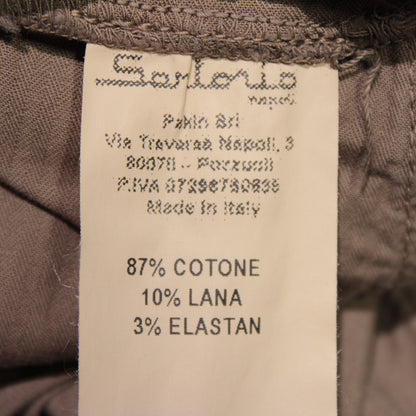 Sartorio
napoli
Pakin Srl
Via Traversa Napoli, 3
80078 - Pozzuoli
Made in Italy
87% COTONE
10% LANA
3% ELASTAN